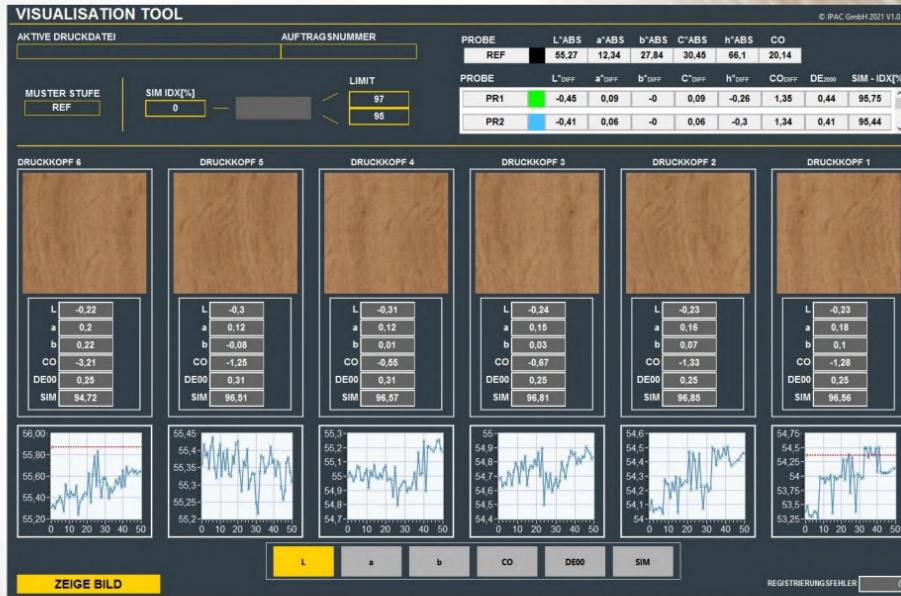 VISUALISATION TOOL
© IPAC GmbH 2021 V1.0
AKTIVE DRUCKDATEI AUFTRAGSNUMMER
PROBE L*ABS a*ABS b*ABS C*ABS h*ABS CO
REF 55,27 12,34 27,84 30,45 66,1 20,14
MUSTER STUFE
REF
SIM IDX[%]
0
LIMIT
97
95
PROBE L*DIFF a*DIFF b*DIFF C*DIFF h*DIFF CODIFF DE2000 SIM - IDX[%
PR1 -0,45 0,09 -0 0,09 -0,26 1,35 0,44 95,75
PR2 -0,41 0,06 -0 0,06 -0,3 1,34 0,41 95,44
DRUCKKOPF 6 DRUCKKOPF 5 DRUCKKOPF 4 DRUCKKOPF 3 DRUCKKOPF 2 DRUCKKOPF 1
L -0,22 L -0,3 L -0,31 L -0,24 L -0,23 L -0,23
a 0,2 a 0,12 a 0,12 a 0,15 a 0,16 a 0,18
b 0,22 b -0,08 b 0,01 b 0,03 b 0,07 b 0,1
CO -3,21 CO -1,25 CO -0,55 CO -0,67 CO -1,33 CO -1,28
DE00 0,25 DE00 0,31 DE00 0,31 DE00 0,25 DE00 0,25 DE00 0,25
SIM 94,72 SIM 96,51 SIM 96,57 SIM 96,81 SIM 96,85 SIM 96,56
56,00 55,45 55,3 55 54,6 54,75
55,80 55,4 55,2 54,9 54,5 54,5
55,60 55,35 55,1 54,8 54,4 54,25
55,40 55,3 55 54,7 54,3 54
55,20 55,25 54,9 54,6 54,2 53,75
55,2 54,8 54,5 54,1 53,5
54,7 54,4 54 53,25
0 10 20 30 40 50 0 10 20 30 40 50 0 10 20 30 40 50 0 10 20 30 40 50 0 10 20 30 40 50 0 10 20 30 40 50
L a b CO DE00 SIM
ZEIGE BILD
REGISTRIERUNGSFEHLER